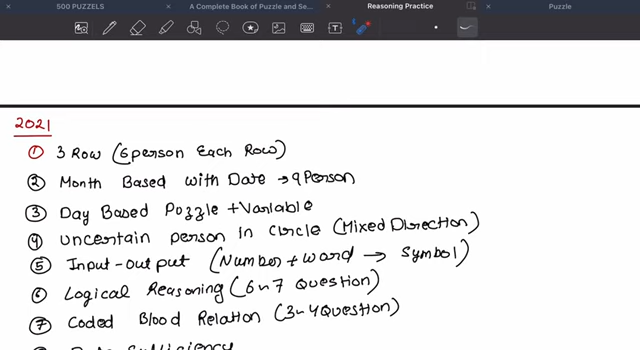 500 PUZZELS
A Complete Book of Puzzle and Se...
Reasoning Practice
Puzzle
2021
① 3 Row (6 person Each Row)
② Month Based with Date → 9 Person
③ Day Based Puzzle + Variable
④ Uncertain person in circle (Mixed Direction)
⑤ Input-output (Number + word → Symbol)
⑥ Logical Reasoning (6~7 Question)
⑦ Coded Blood Relation (3~4 Question)